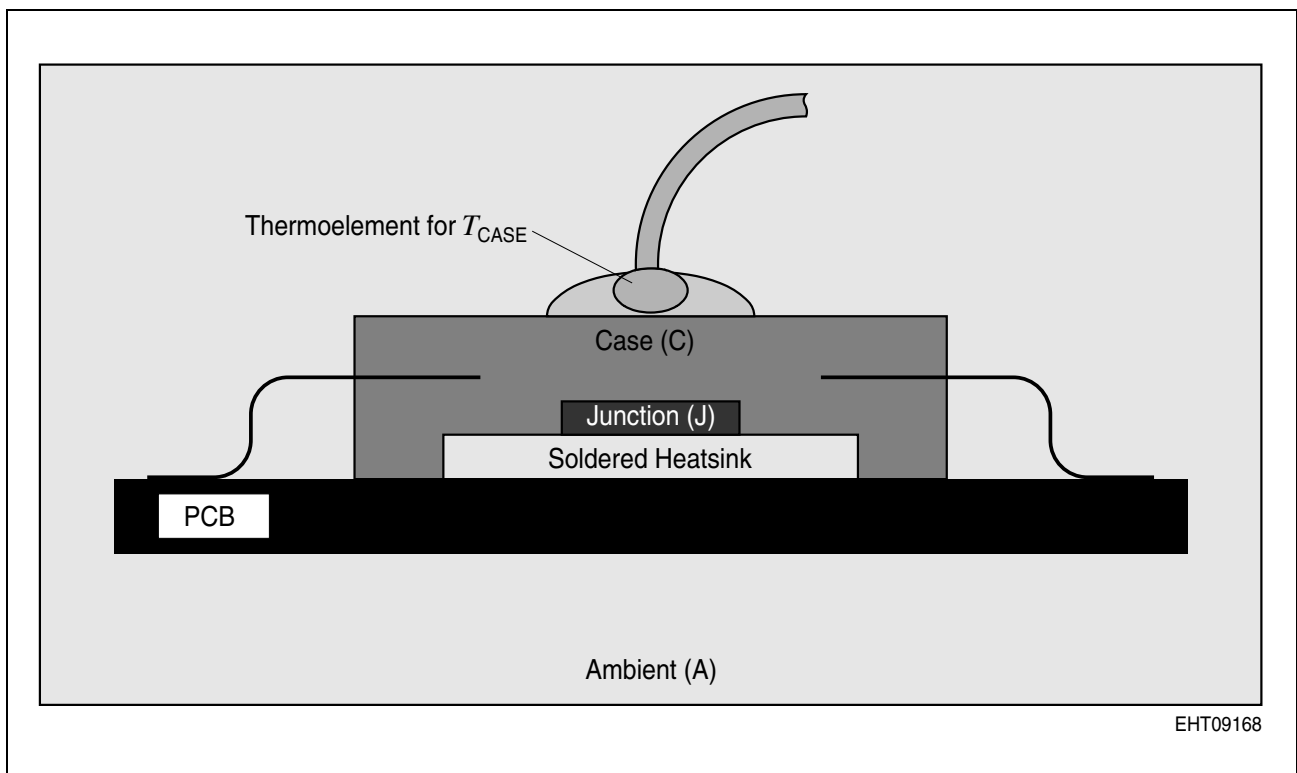 Thermoelement for TCASE
Case (C)
Junction (J)
Soldered Heatsink
PCB
Ambient (A)
EHT09168